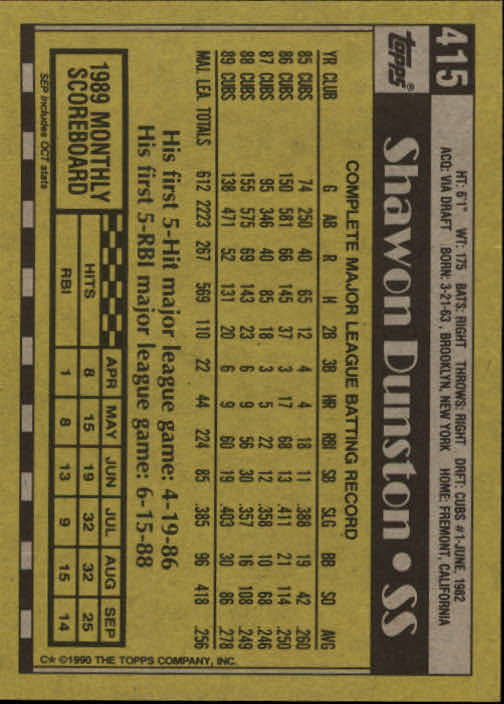 415
topps®
HT: 6'1" WT: 175 BATS: RIGHT THROWS: RIGHT DRFT: CUBS #1-JUNE, 1982
ACQ: VIA DRAFT BORN: 3-21-63, BROOKLYN, NEW YORK HOME: FREMONT, CALIFORNIA
Shawon Dunston • SS
COMPLETE MAJOR LEAGUE BATTING RECORD
YR CLUB G AB R H 2B 3B HR RBI SB SLG BB SO AVG
85 CUBS 74 250 40 65 12 4 4 18 11 .388 19 42 .260
86 CUBS 150 581 66 145 37 3 17 68 13 .411 21 114 .250
87 CUBS 95 346 40 85 18 3 5 22 12 .358 10 68 .246
88 CUBS 155 575 69 143 23 6 9 56 30 .357 16 108 .249
89 CUBS 138 471 52 131 20 6 9 60 19 .403 30 86 .278
MAJ. LEA. TOTALS 612 2223 267 569 110 22 44 224 85 .385 96 418 .256
His first 5-Hit major league game: 4-19-86
His first 5-RBI major league game: 6-15-88
1989 MONTHLY
SCOREBOARD
APR MAY JUN JUL AUG SEP
HITS 8 15 19 32 32 25
RBI 1 8 13 9 15 14
SEP includes OCT stats
C* ©1990 THE TOPPS COMPANY, INC.